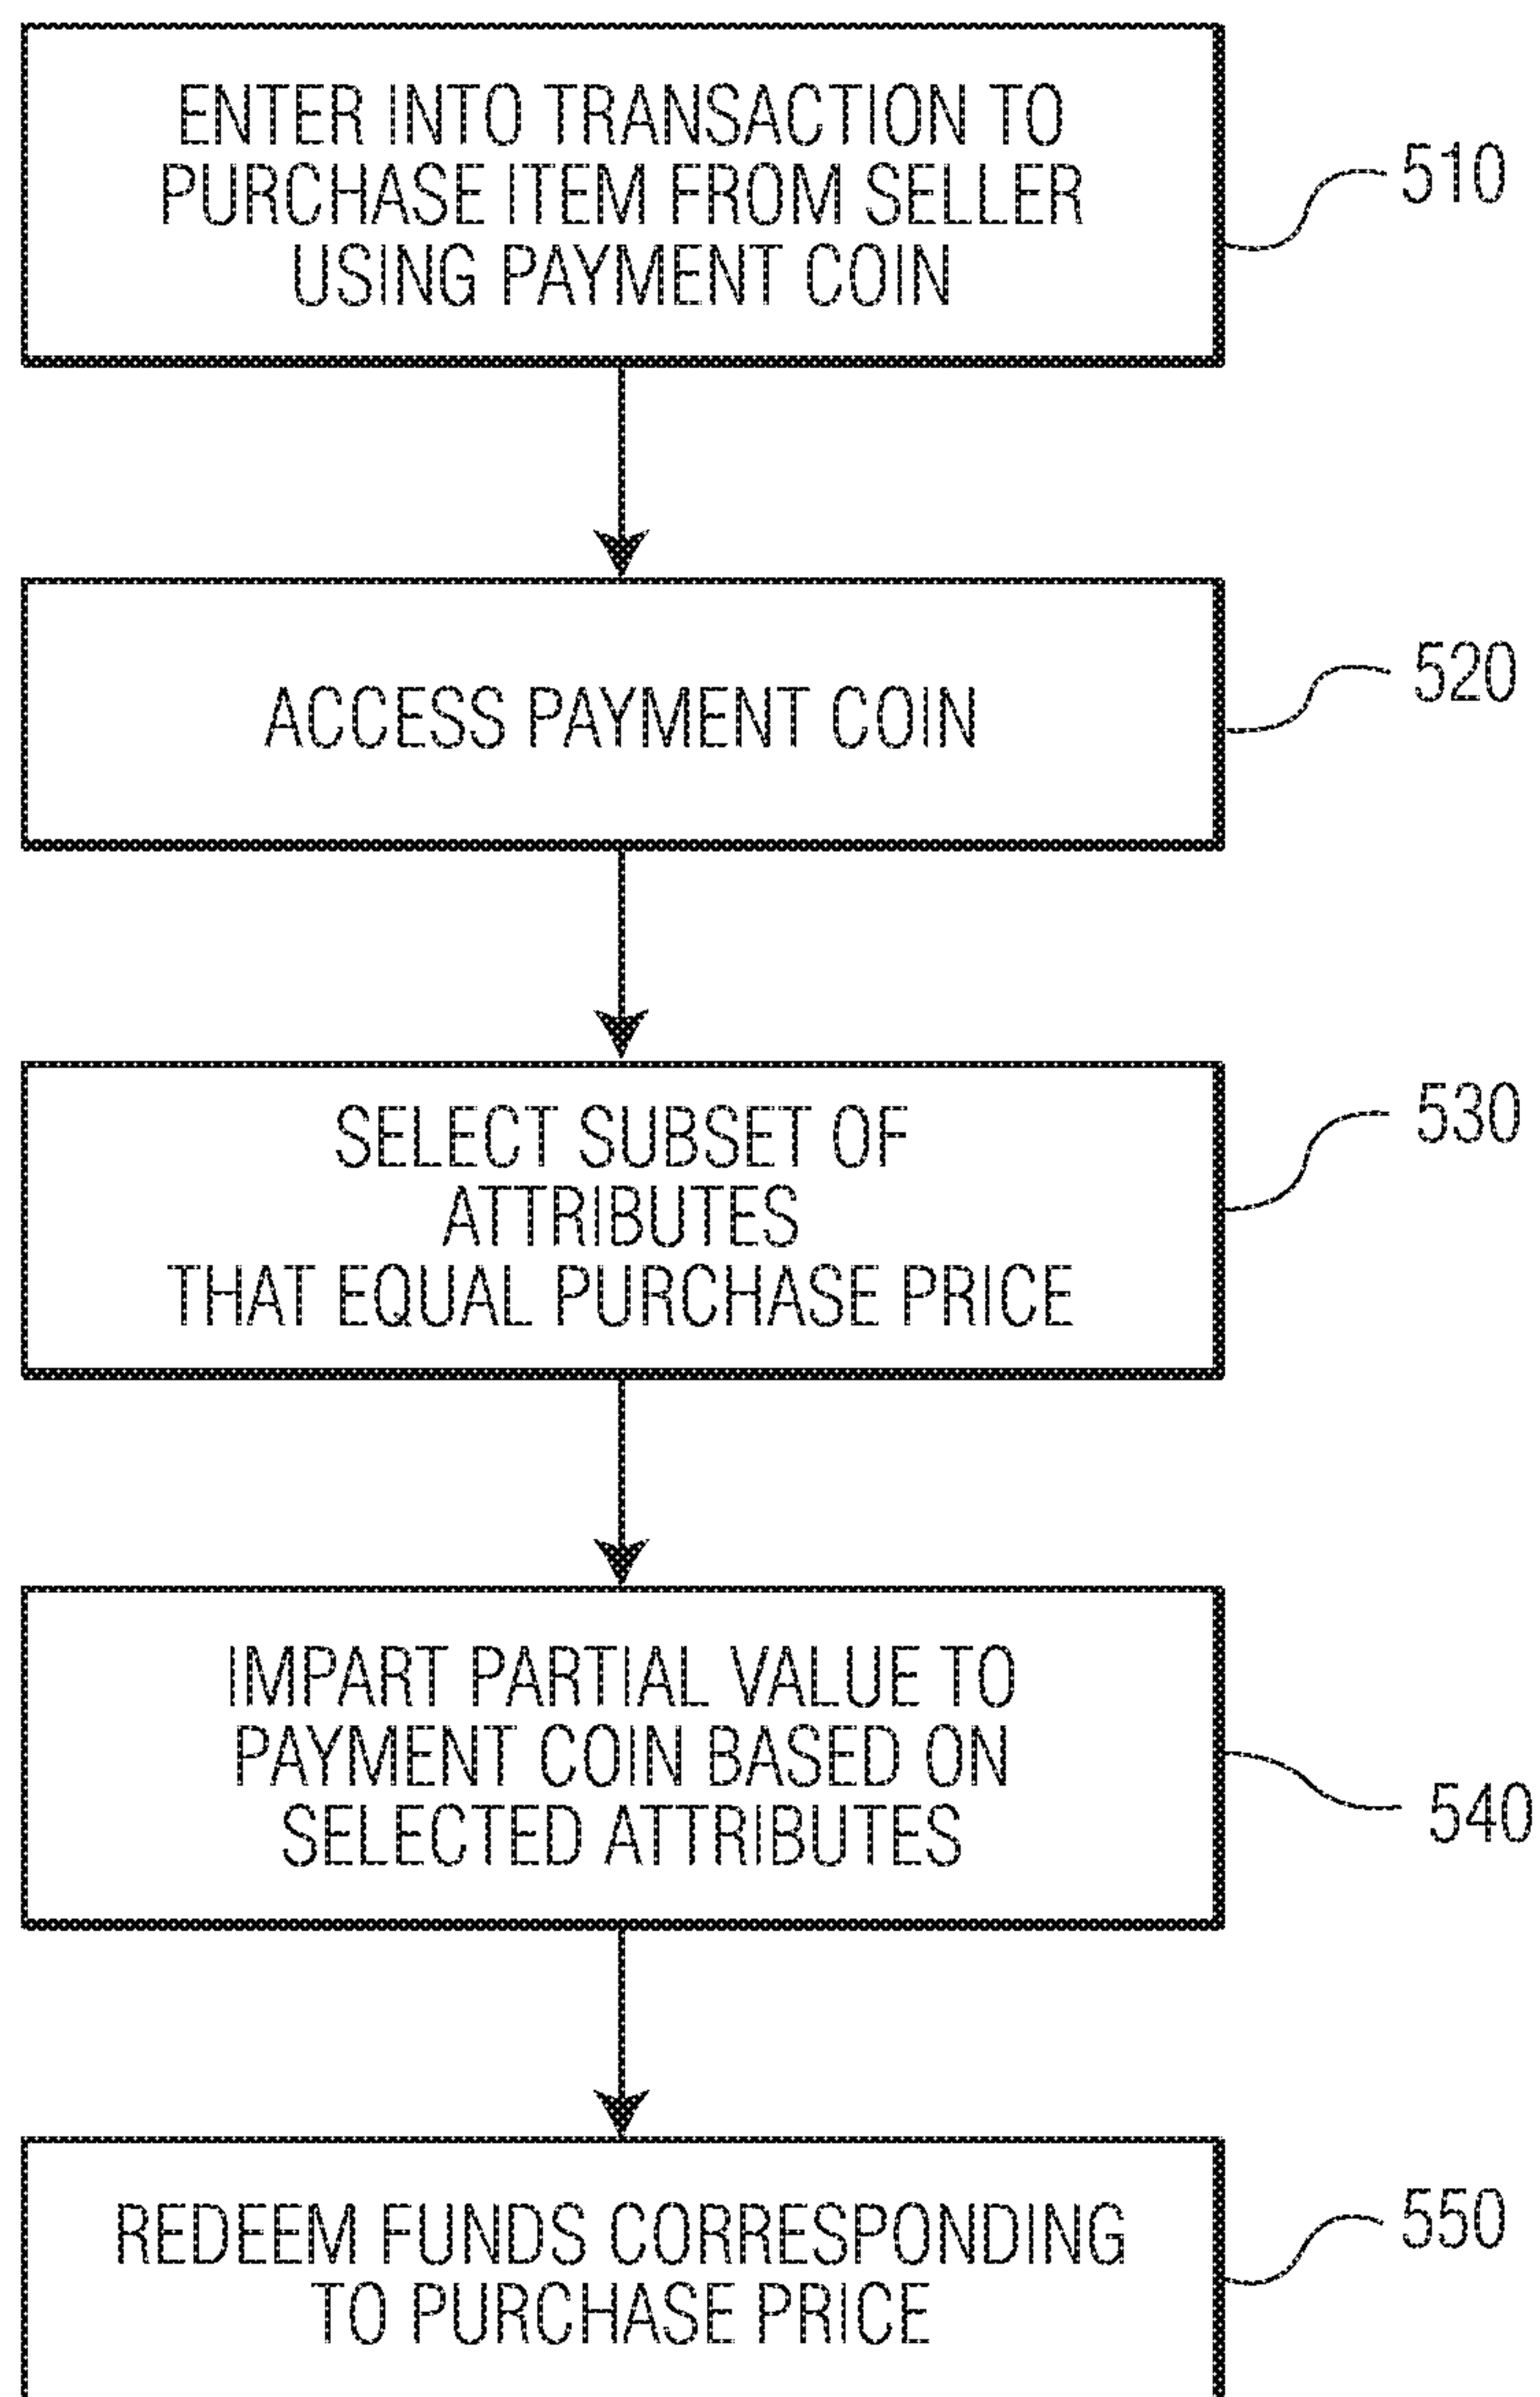 ENTER INTO TRANSACTION TO
PURCHASE ITEM FROM SELLER
USING PAYMENT COIN
510
ACCESS PAYMENT COIN
520
SELECT SUBSET OF
ATTRIBUTES
THAT EQUAL PURCHASE PRICE
530
IMPART PARTIAL VALUE TO
PAYMENT COIN BASED ON
SELECTED ATTRIBUTES
540
REDEEM FUNDS CORRESPONDING
TO PURCHASE PRICE
550